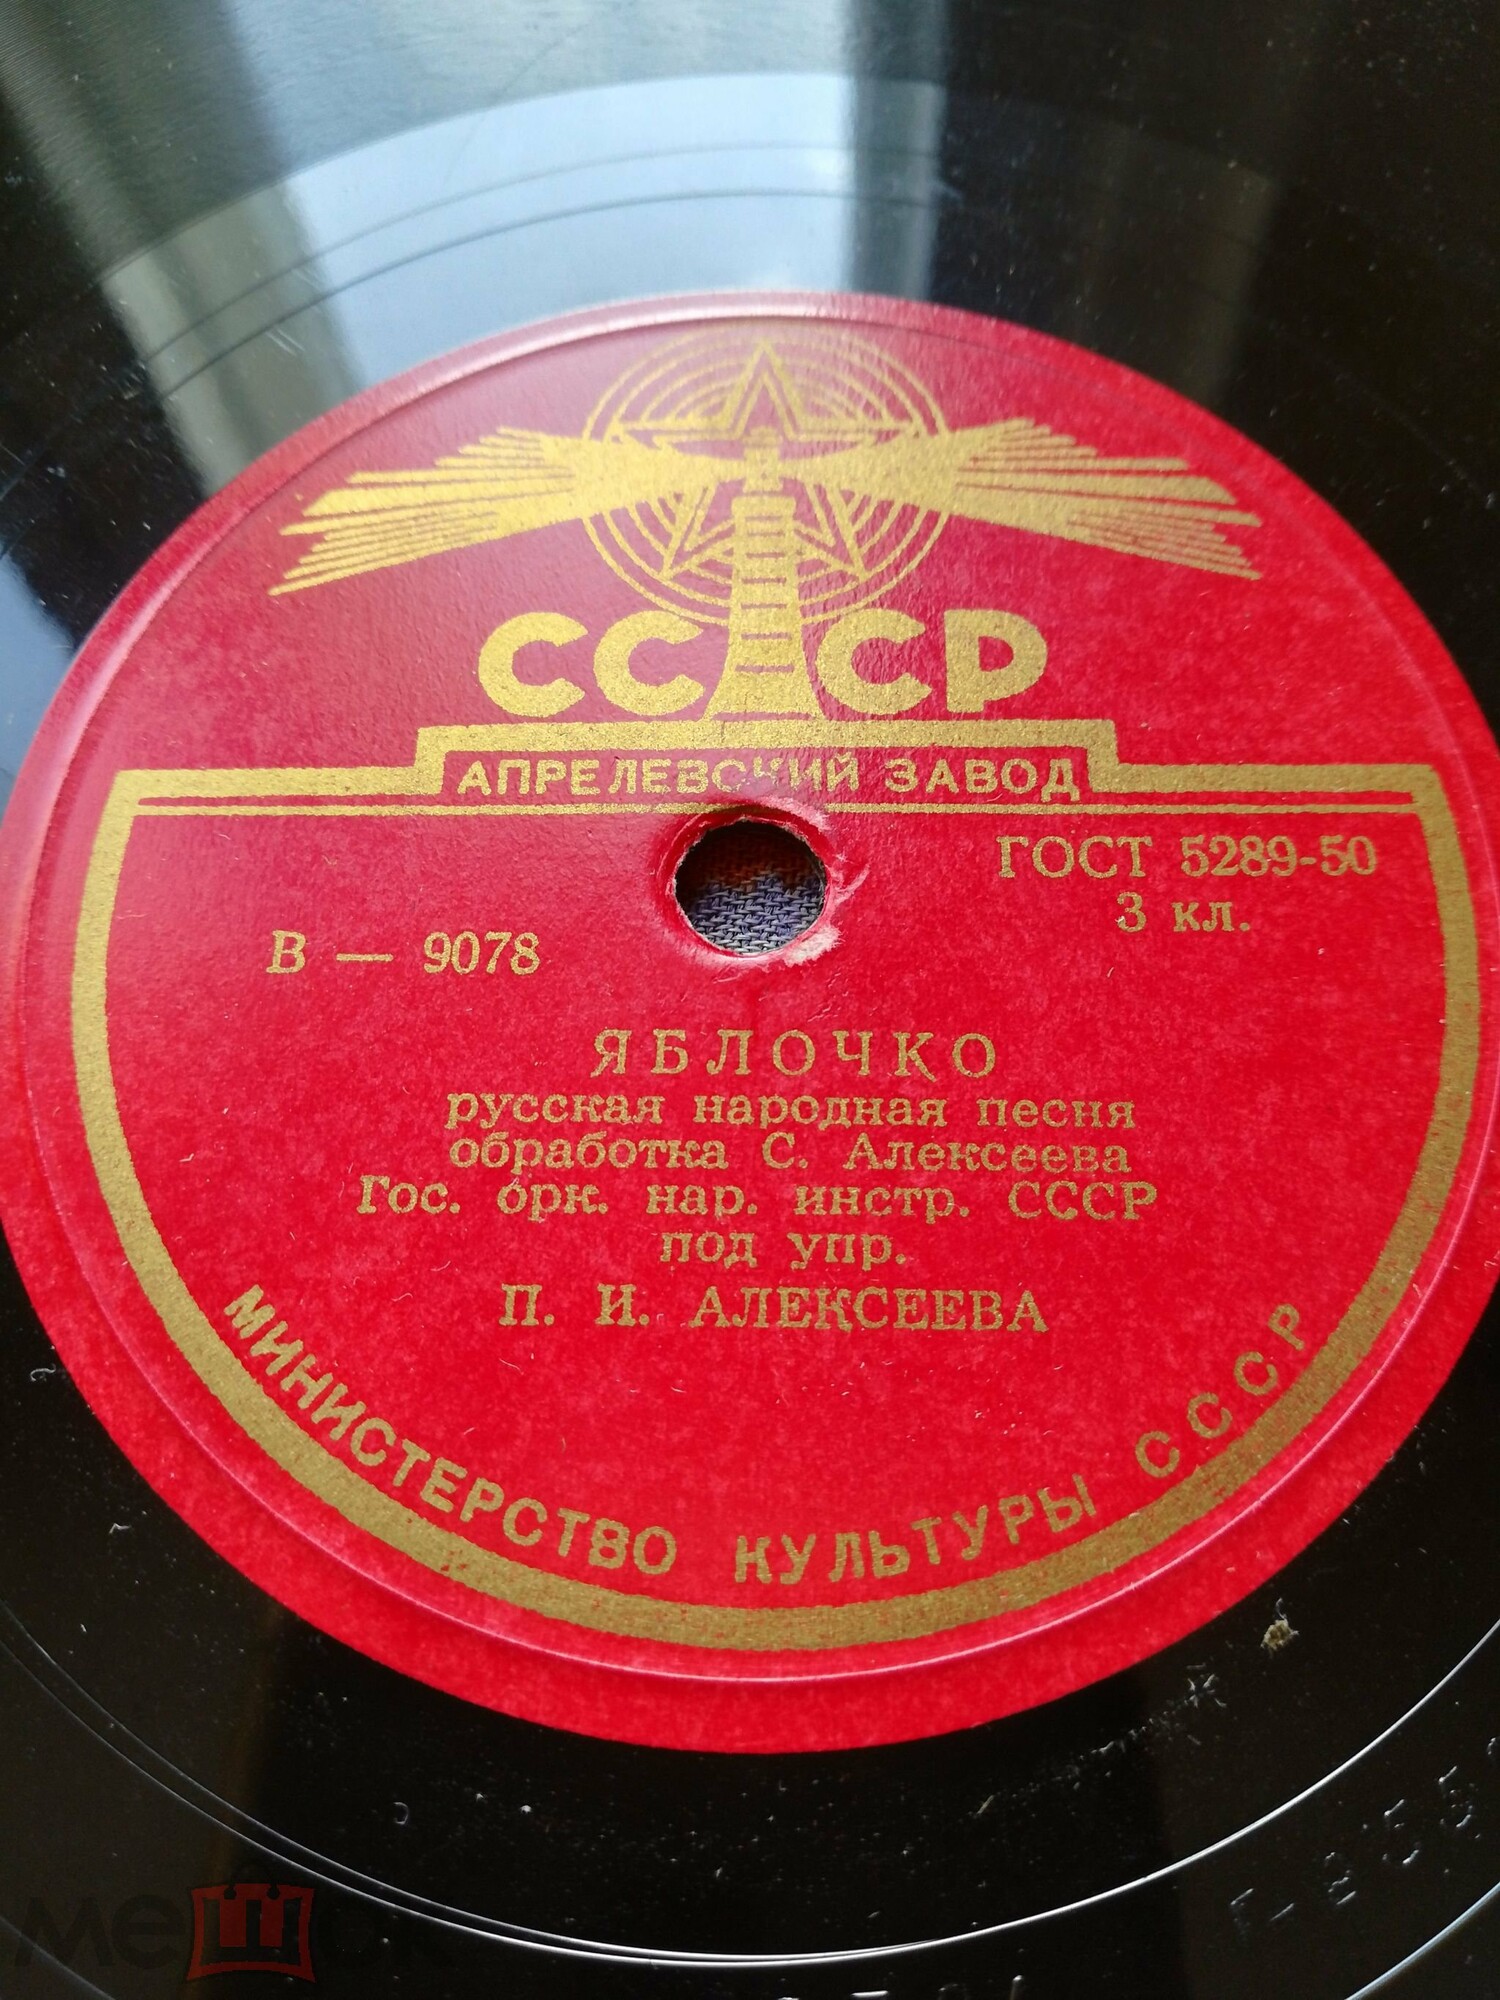 СССР
АПРЕЛЕВСКИЙ ЗАВОД
ГОСТ 5289-50
3 кл.
В — 9078
ЯБЛОЧКО
русская народная песня
обработка С. Алексеева
Гос. орк. нар. инстр. СССР
под упр.
П. И. АЛЕКСЕЕВА
МИНИСТЕРСТВО КУЛЬТУРЫ СССР
мешок